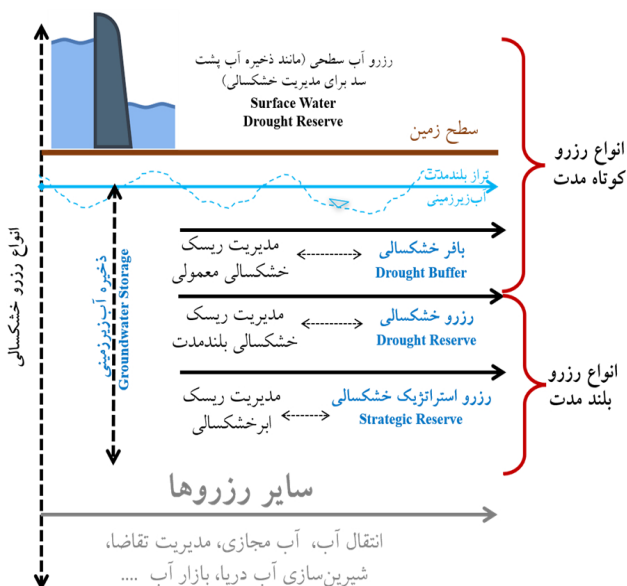 رزرو آب سطحی (مانند ذخیره آب پشت
سد برای مدیریت خشکسالی)
Surface Water
Drought Reserve
سطح زمین
تراز بلندمدت
آب‌زیرزمینی
انواع رزرو
کوتاه مدت
بافر خشکسالی
Drought Buffer
مدیریت ریسک
خشکسالی معمولی
رزرو خشکسالی
Drought Reserve
مدیریت ریسک
خشکسالی بلندمدت
رزرو استراتژیک خشکسالی
Strategic Reserve
مدیریت ریسک
ابرخشکسالی
انواع رزرو
بلند مدت
ذخیره آب‌زیرزمینی
Groundwater Storage
انواع رزرو خشکسالی
سایر رزروها
انتقال آب، آب مجازی، مدیریت تقاضا،
شیرین‌سازی آب دریا، بازار آب ....